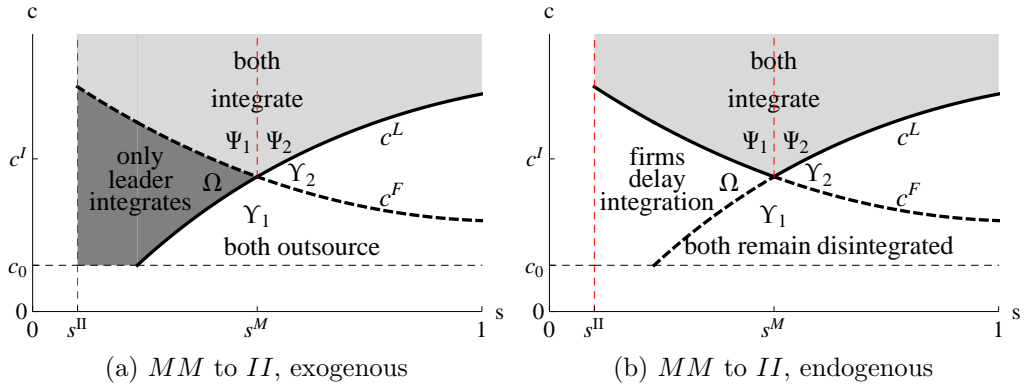 c
both
integrate
Ψ₁ Ψ₂
c^L
c^I
only
leader
integrates
Ω
ϒ₂
c^F
ϒ₁
both outsource
c₀
0
0
s^II
s^M
1
s
(a) MM to II, exogenous
c
both
integrate
Ψ₁ Ψ₂
c^L
c^I
firms
delay
integration
Ω
ϒ₂
c^F
ϒ₁
both remain disintegrated
c₀
0
0
s^II
s^M
1
s
(b) MM to II, endogenous